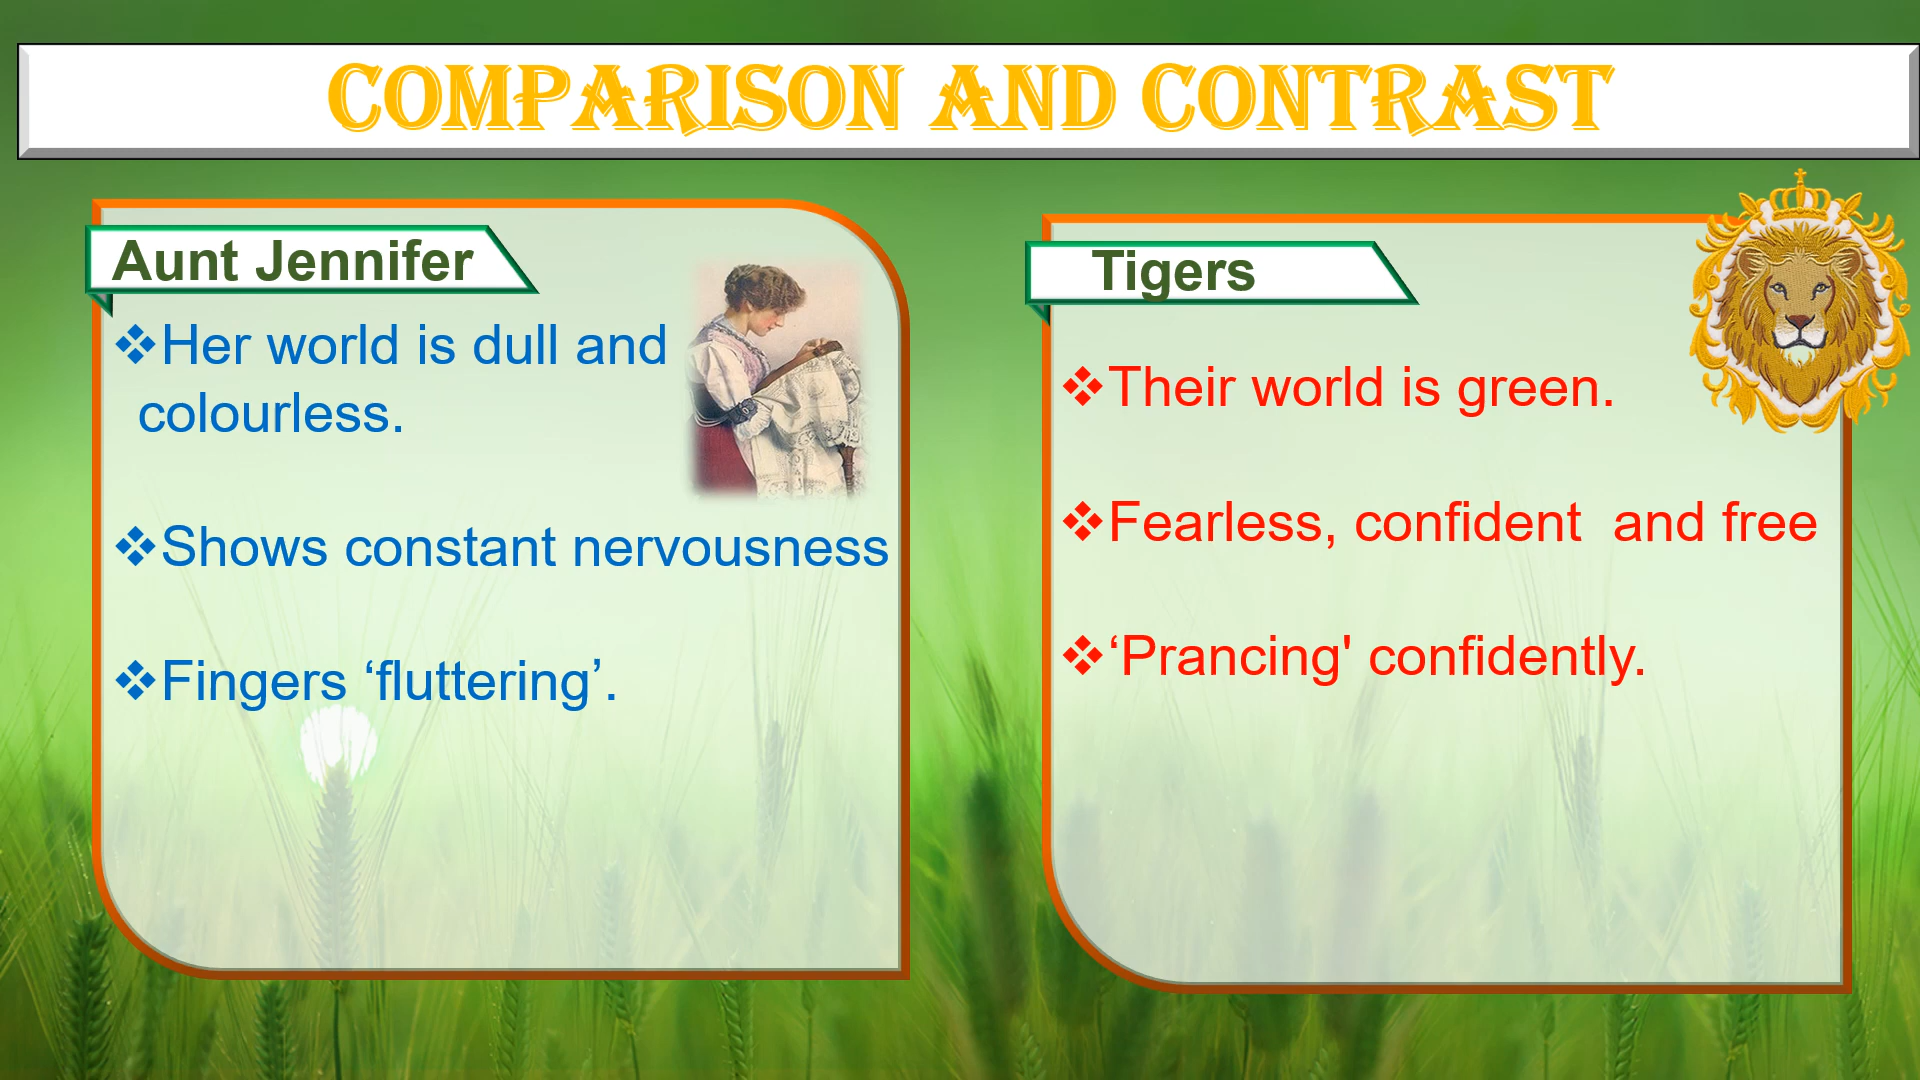 COMPARISON AND CONTRAST
Aunt Jennifer
❖Her world is dull and
colourless.
❖Shows constant nervousness
❖Fingers ‘fluttering’.
Tigers
❖Their world is green.
❖Fearless, confident  and free
❖‘Prancing' confidently.